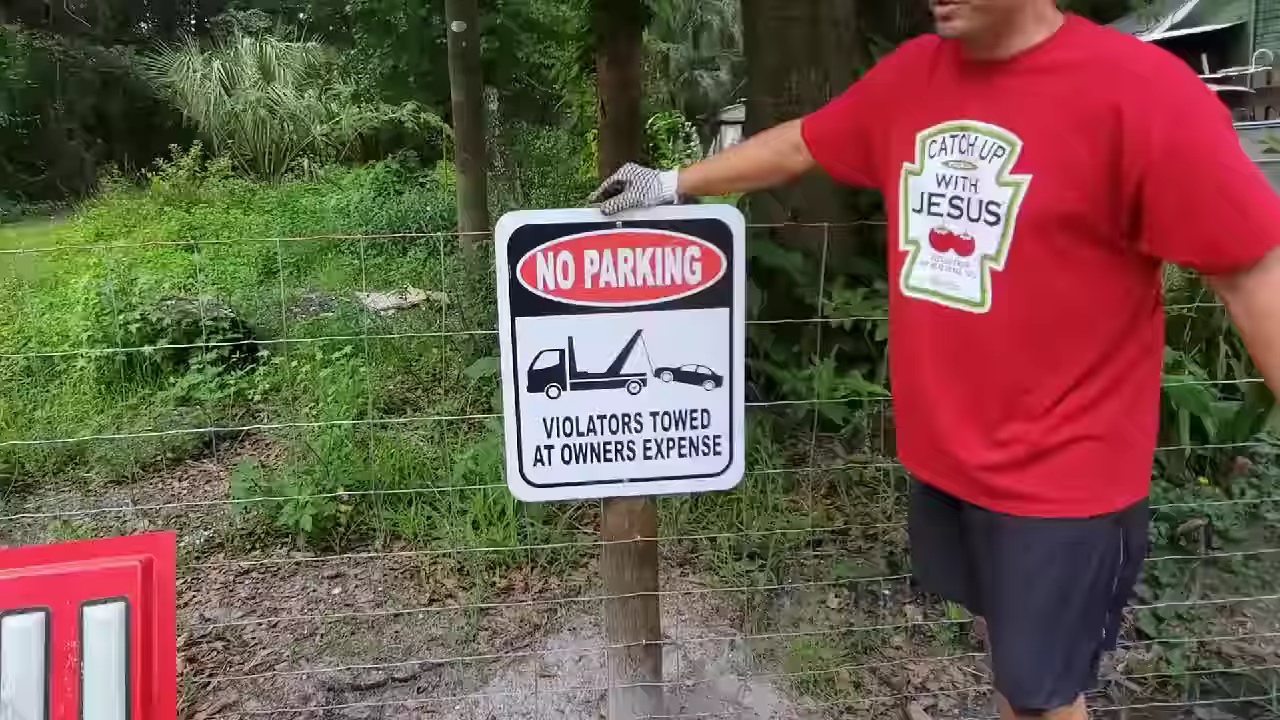 NO PARKING
VIOLATORS TOWED
AT OWNERS EXPENSE
CATCH UP
WITH
JESUS